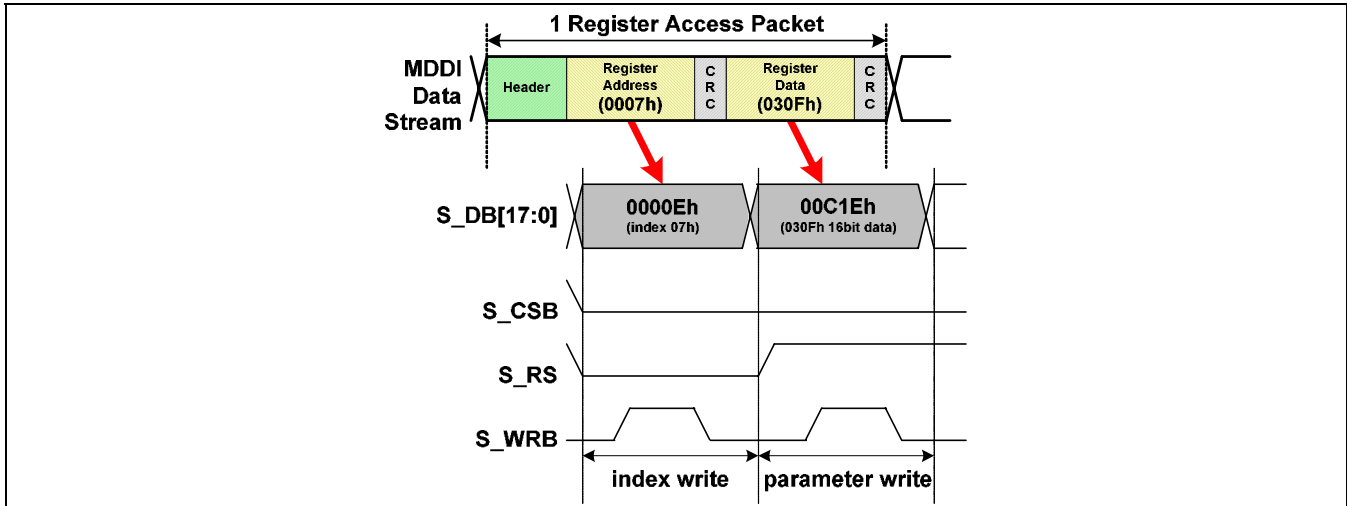 1 Register Access Packet
MDDI
Data
Stream
Header
Register
Address
(0007h)
C
R
C
Register
Data
(030Fh)
C
R
C
S_DB[17:0]
0000Eh
(index 07h)
00C1Eh
(030Fh 16bit data)
S_CSB
S_RS
S_WRB
index write
parameter write